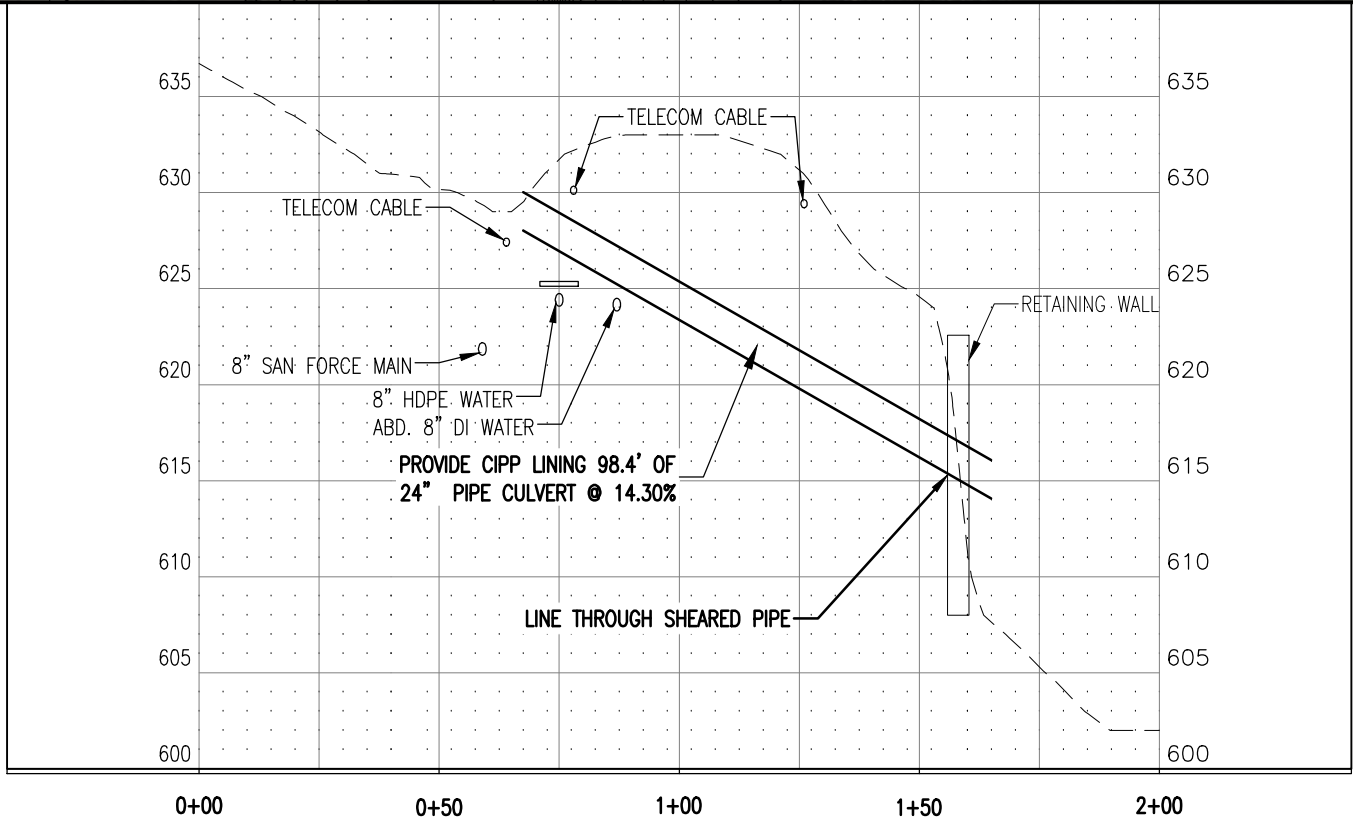 635 635
TELECOM CABLE
630 630
TELECOM CABLE
625 625
RETAINING WALL
8” SAN FORCE MAIN
620 620
8” HDPE WATER
ABD. 8” DI WATER
PROVIDE CIPP LINING 98.4’ OF
24” PIPE CULVERT @ 14.30%
615 615
610 610
LINE THROUGH SHEARED PIPE
605 605
600 600
0+00 0+50 1+00 1+50 2+00